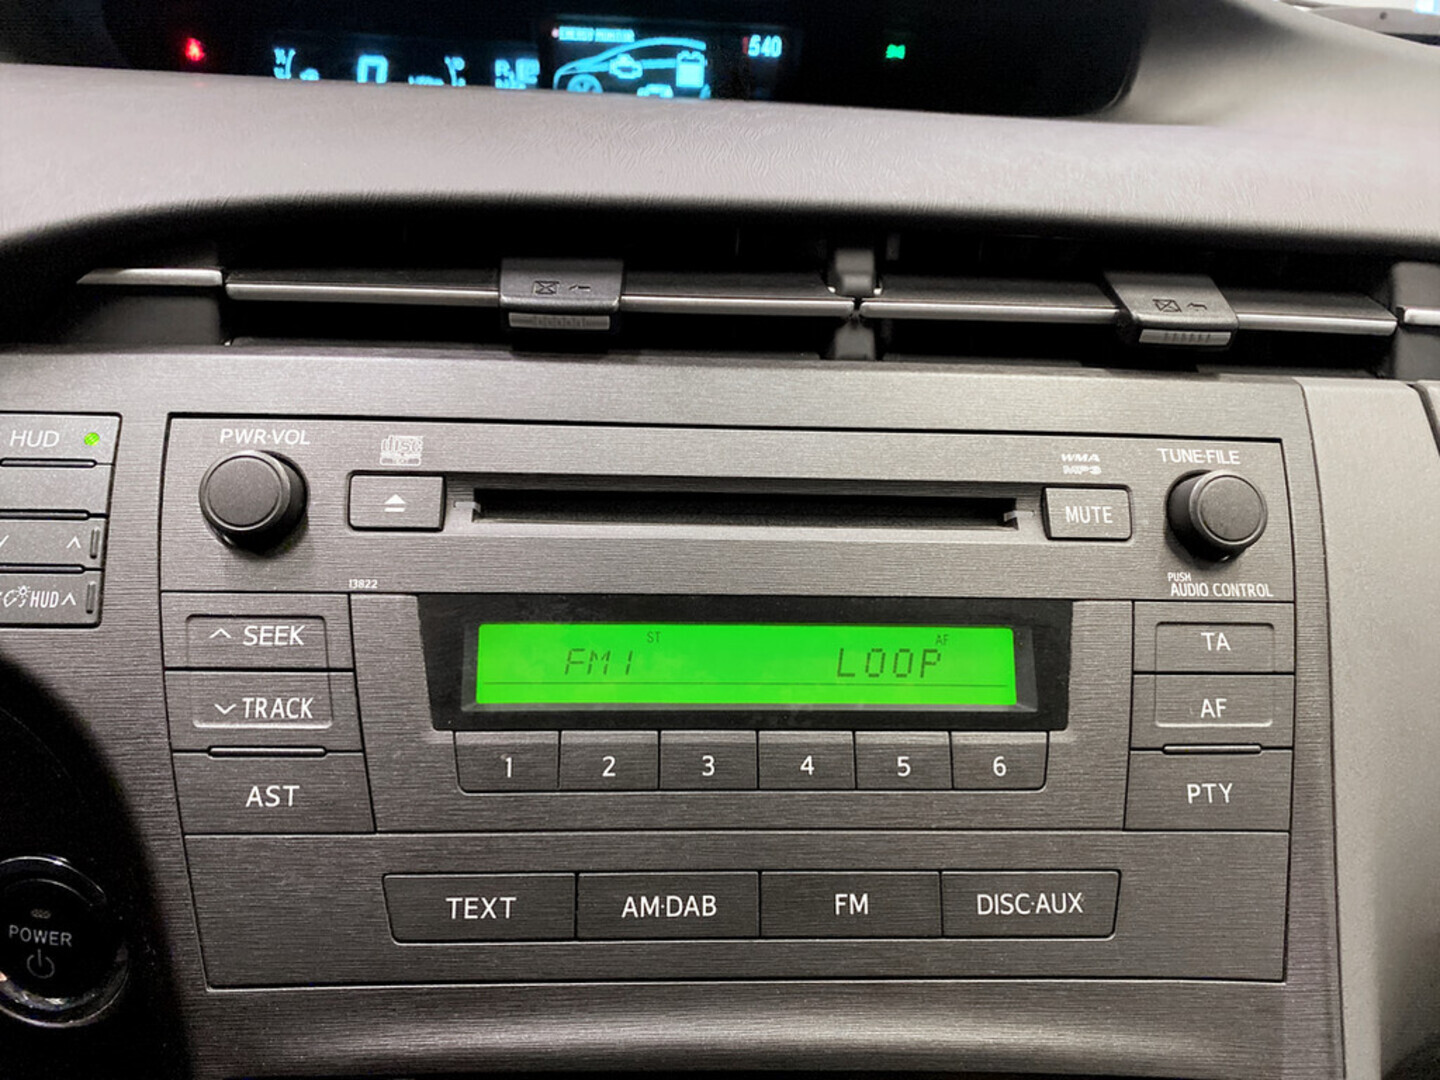 ENERGY MONITOR
540
HUD
PWR·VOL
disc
WMA
MP3
TUNE·FILE
MUTE
PUSH
AUDIO CONTROL
13822
HUD
SEEK
TRACK
AST
ST
AF
FM1
LOOP
TA
AF
PTY
1 2 3 4 5 6
TEXT AM·DAB FM DISC·AUX
POWER